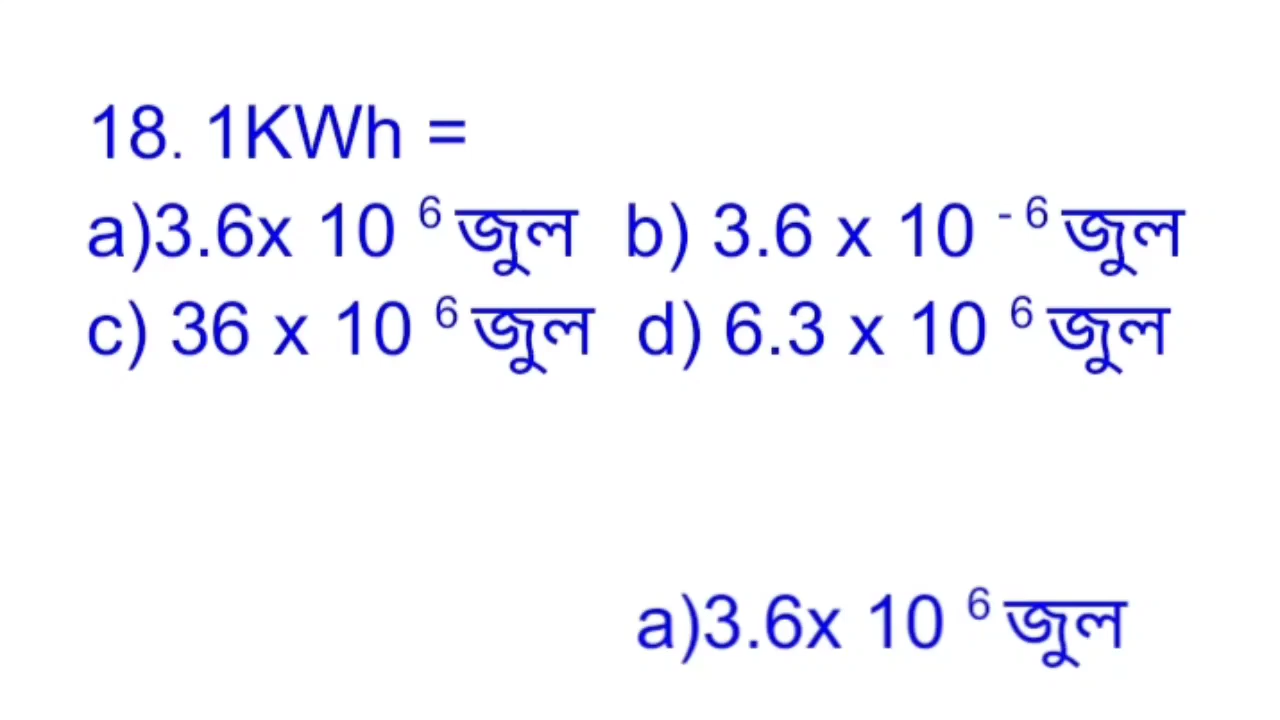 18. 1KWh =
a)3.6x 10 ⁶ জুল b) 3.6 x 10 ⁻ ⁶ জুল
c) 36 x 10 ⁶ জুল d) 6.3 x 10 ⁶ জুল
a)3.6x 10 ⁶ জুল